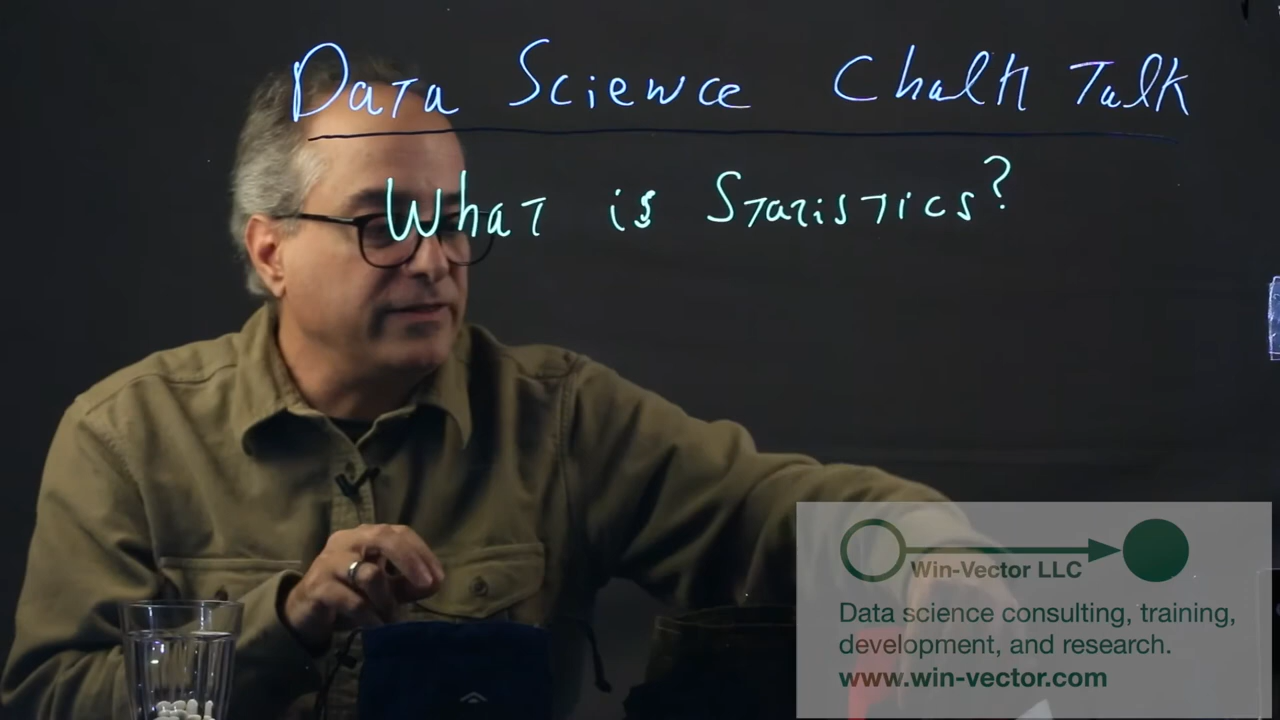 Data Science Chalk Talk
What is Statistics?
Win-Vector LLC
Data science consulting, training,
development, and research.
www.win-vector.com